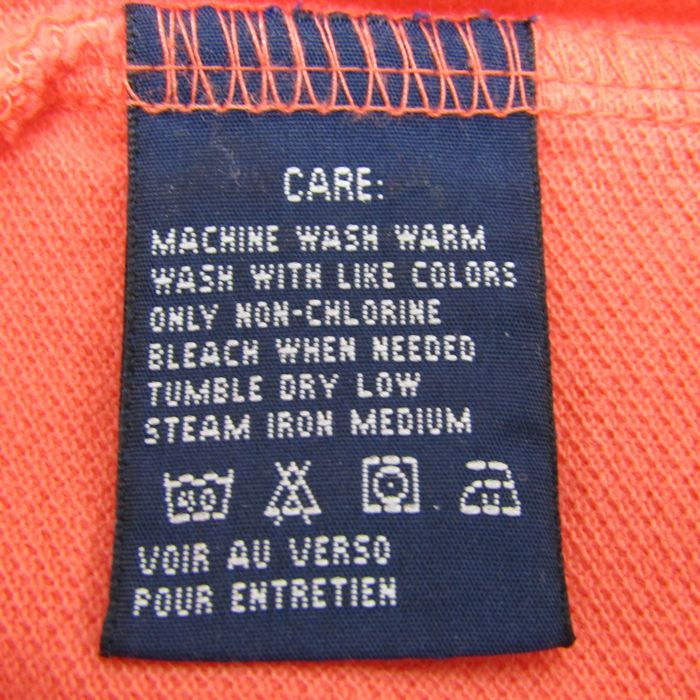 CARE:
MACHINE WASH WARM
WASH WITH LIKE COLORS
ONLY NON-CHLORINE
BLEACH WHEN NEEDED
TUMBLE DRY LOW
STEAM IRON MEDIUM
40
VOIR AU VERSO
POUR ENTRETIEN